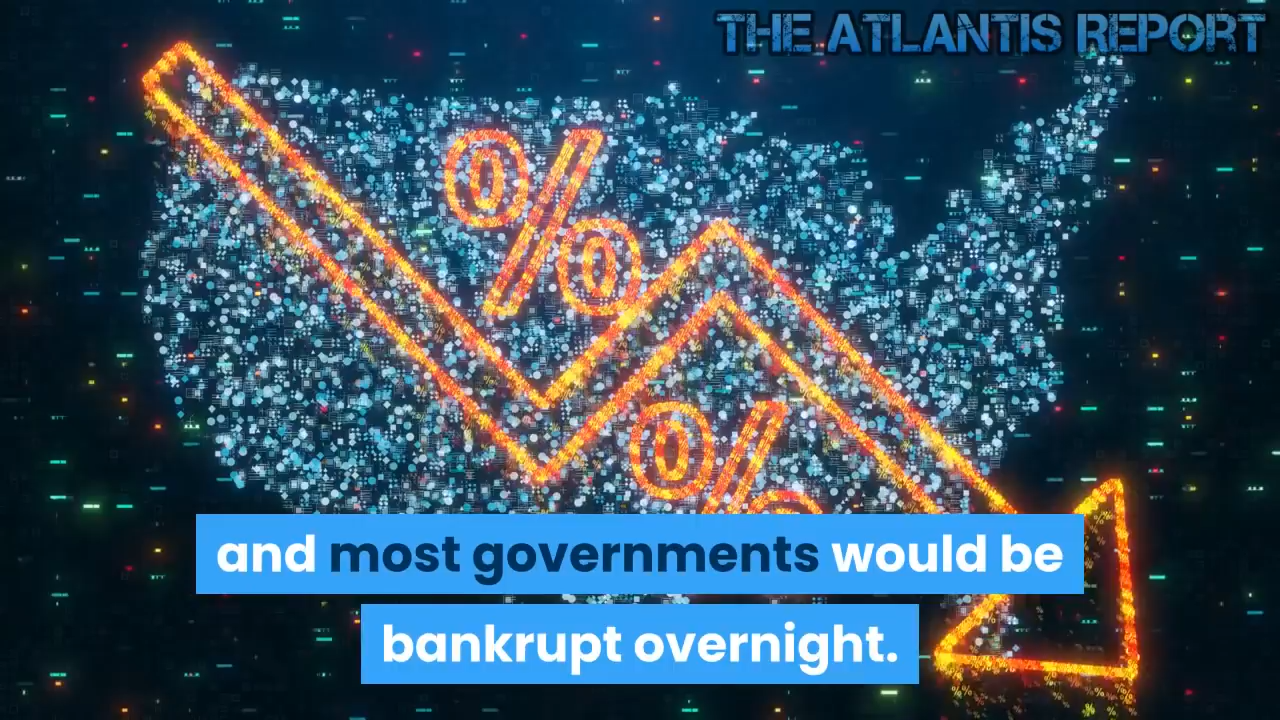 THE ATLANTIS REPORT
%
%
and most governments would be
bankrupt overnight.